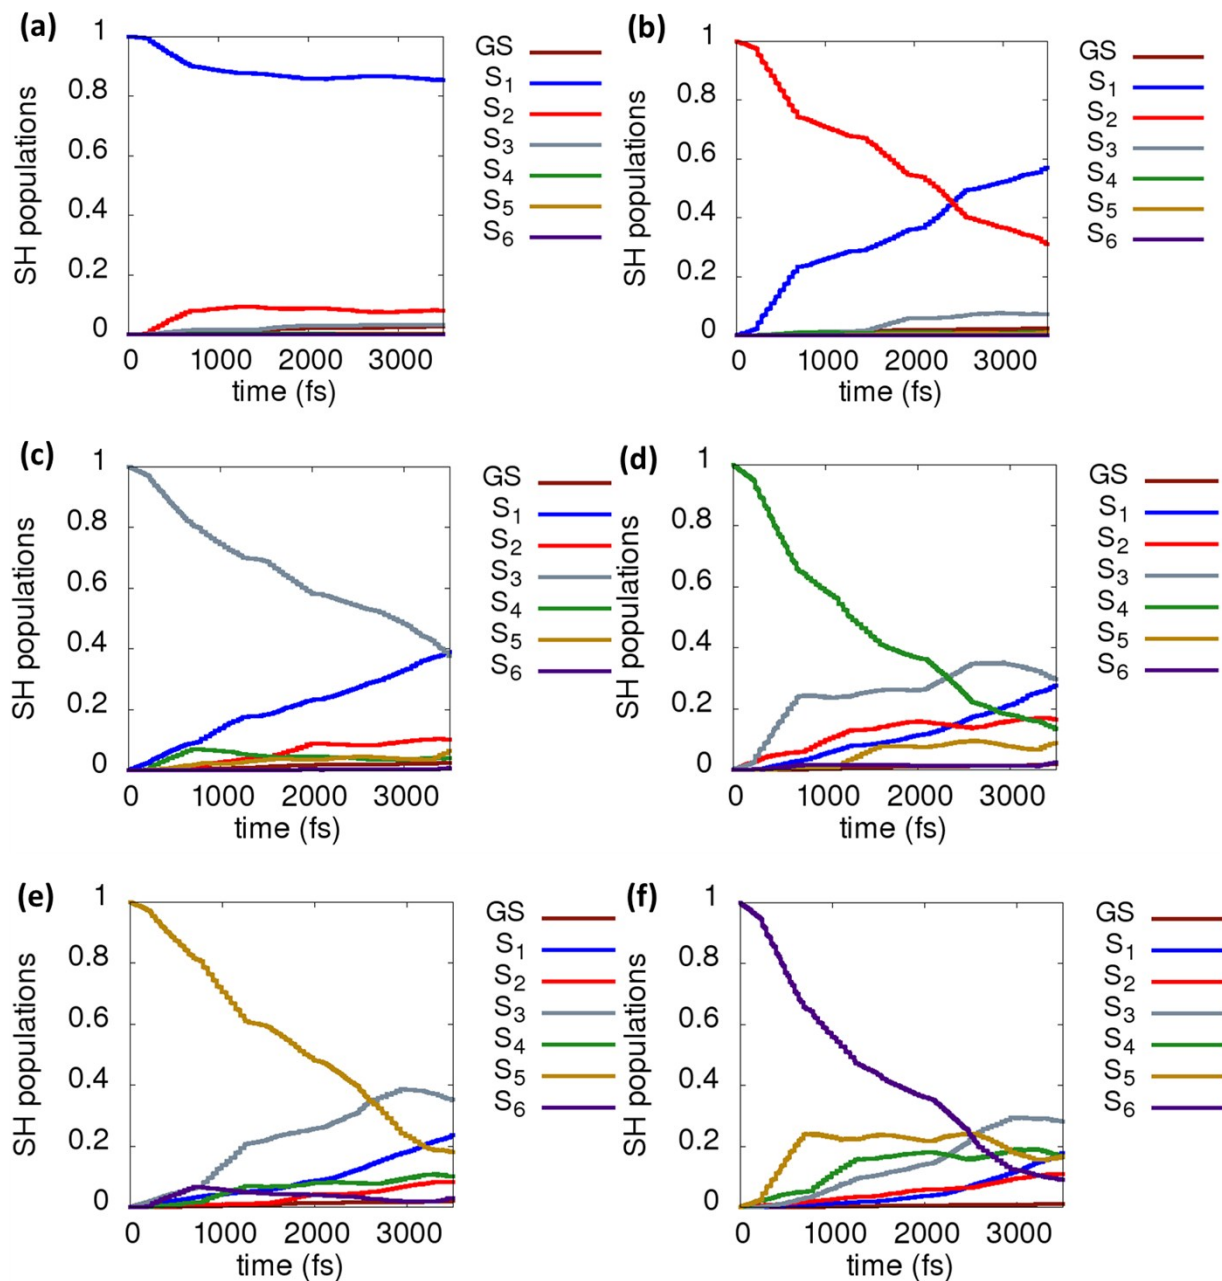 (a)
SH populations
1
0.8
0.6
0.4
0.2
0
0 1000 2000 3000
time (fs)
GS
S1
S2
S3
S4
S5
S6
(b)
SH populations
1
0.8
0.6
0.4
0.2
0
0 1000 2000 3000
time (fs)
GS
S1
S2
S3
S4
S5
S6
(c)
SH populations
1
0.8
0.6
0.4
0.2
0
0 1000 2000 3000
time (fs)
GS
S1
S2
S3
S4
S5
S6
(d)
SH populations
1
0.8
0.6
0.4
0.2
0
0 1000 2000 3000
time (fs)
GS
S1
S2
S3
S4
S5
S6
(e)
SH populations
1
0.8
0.6
0.4
0.2
0
0 1000 2000 3000
time (fs)
GS
S1
S2
S3
S4
S5
S6
(f)
SH populations
1
0.8
0.6
0.4
0.2
0
0 1000 2000 3000
time (fs)
GS
S1
S2
S3
S4
S5
S6